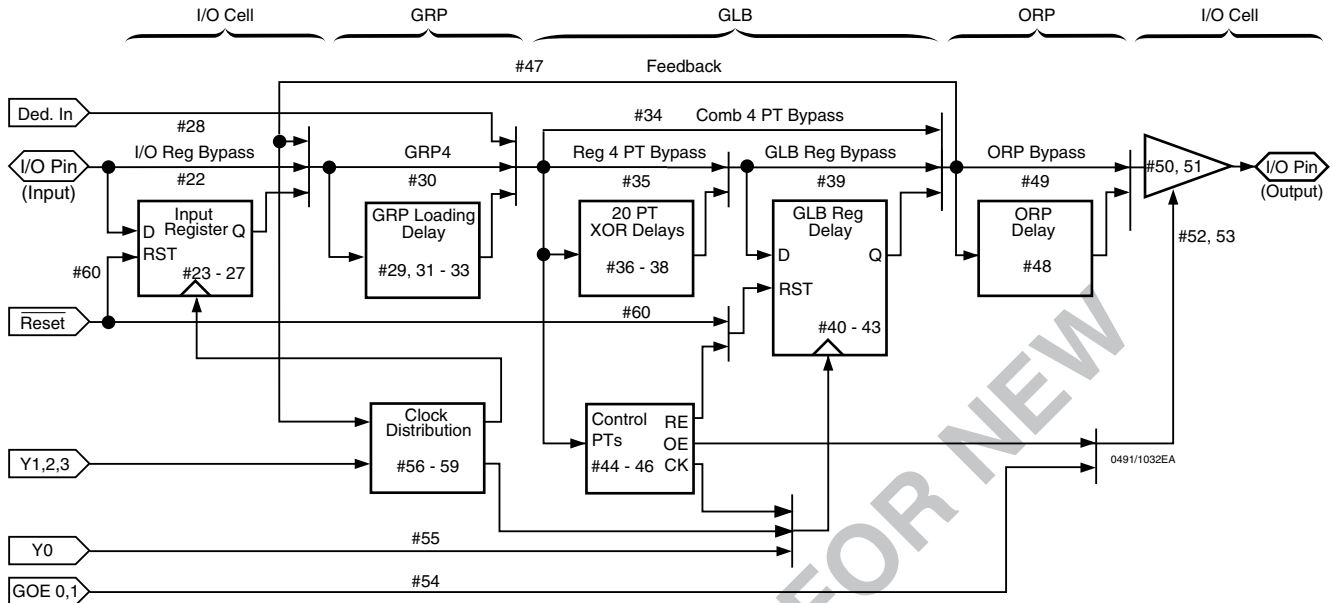 I/O Cell
GRP
GLB
ORP
I/O Cell
#47
Feedback
Ded. In
#28
#34
Comb 4 PT Bypass
I/O Pin
(Input)
I/O Reg Bypass
#22
GRP4
#30
Reg 4 PT Bypass
#35
GLB Reg Bypass
#39
ORP Bypass
#49
#50, 51
I/O Pin
(Output)
Input
Register
D
Q
RST
#23 - 27
GRP Loading
Delay
#29, 31 - 33
20 PT
XOR Delays
#36 - 38
GLB Reg
Delay
D
Q
RST
#40 - 43
ORP
Delay
#48
#52, 53
#60
Reset
#60
Clock
Distribution
#56 - 59
Control
PTs
#44 - 46
RE
OE
CK
0491/1032EA
Y1,2,3
Y0
#55
GOE 0,1
#54
FOR NEW